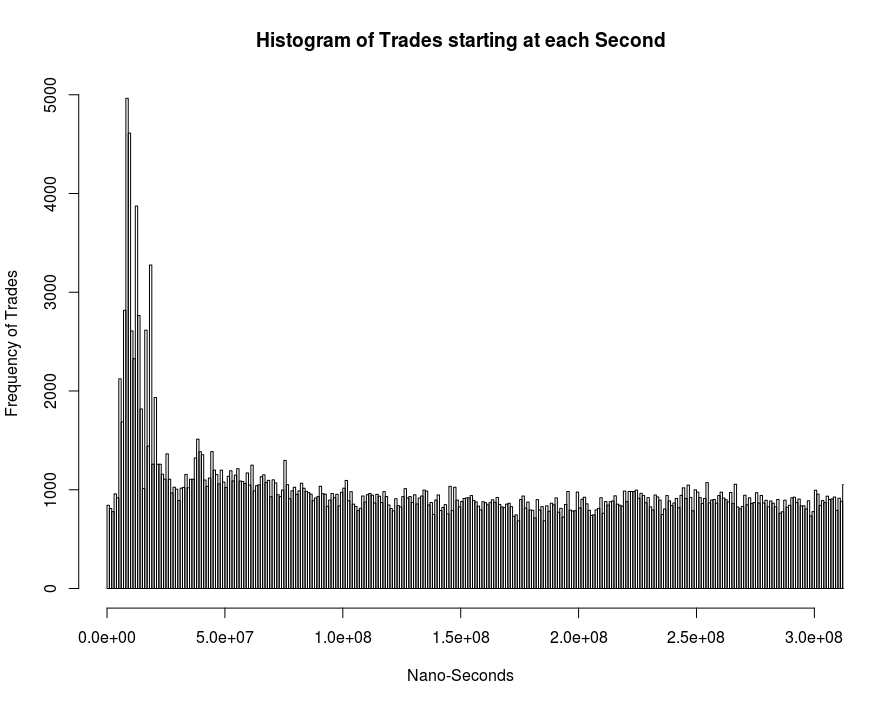 Histogram of Trades starting at each Second
Frequency of Trades
5000
4000
3000
2000
1000
0
0.0e+00 5.0e+07 1.0e+08 1.5e+08 2.0e+08 2.5e+08 3.0e+08
Nano-Seconds